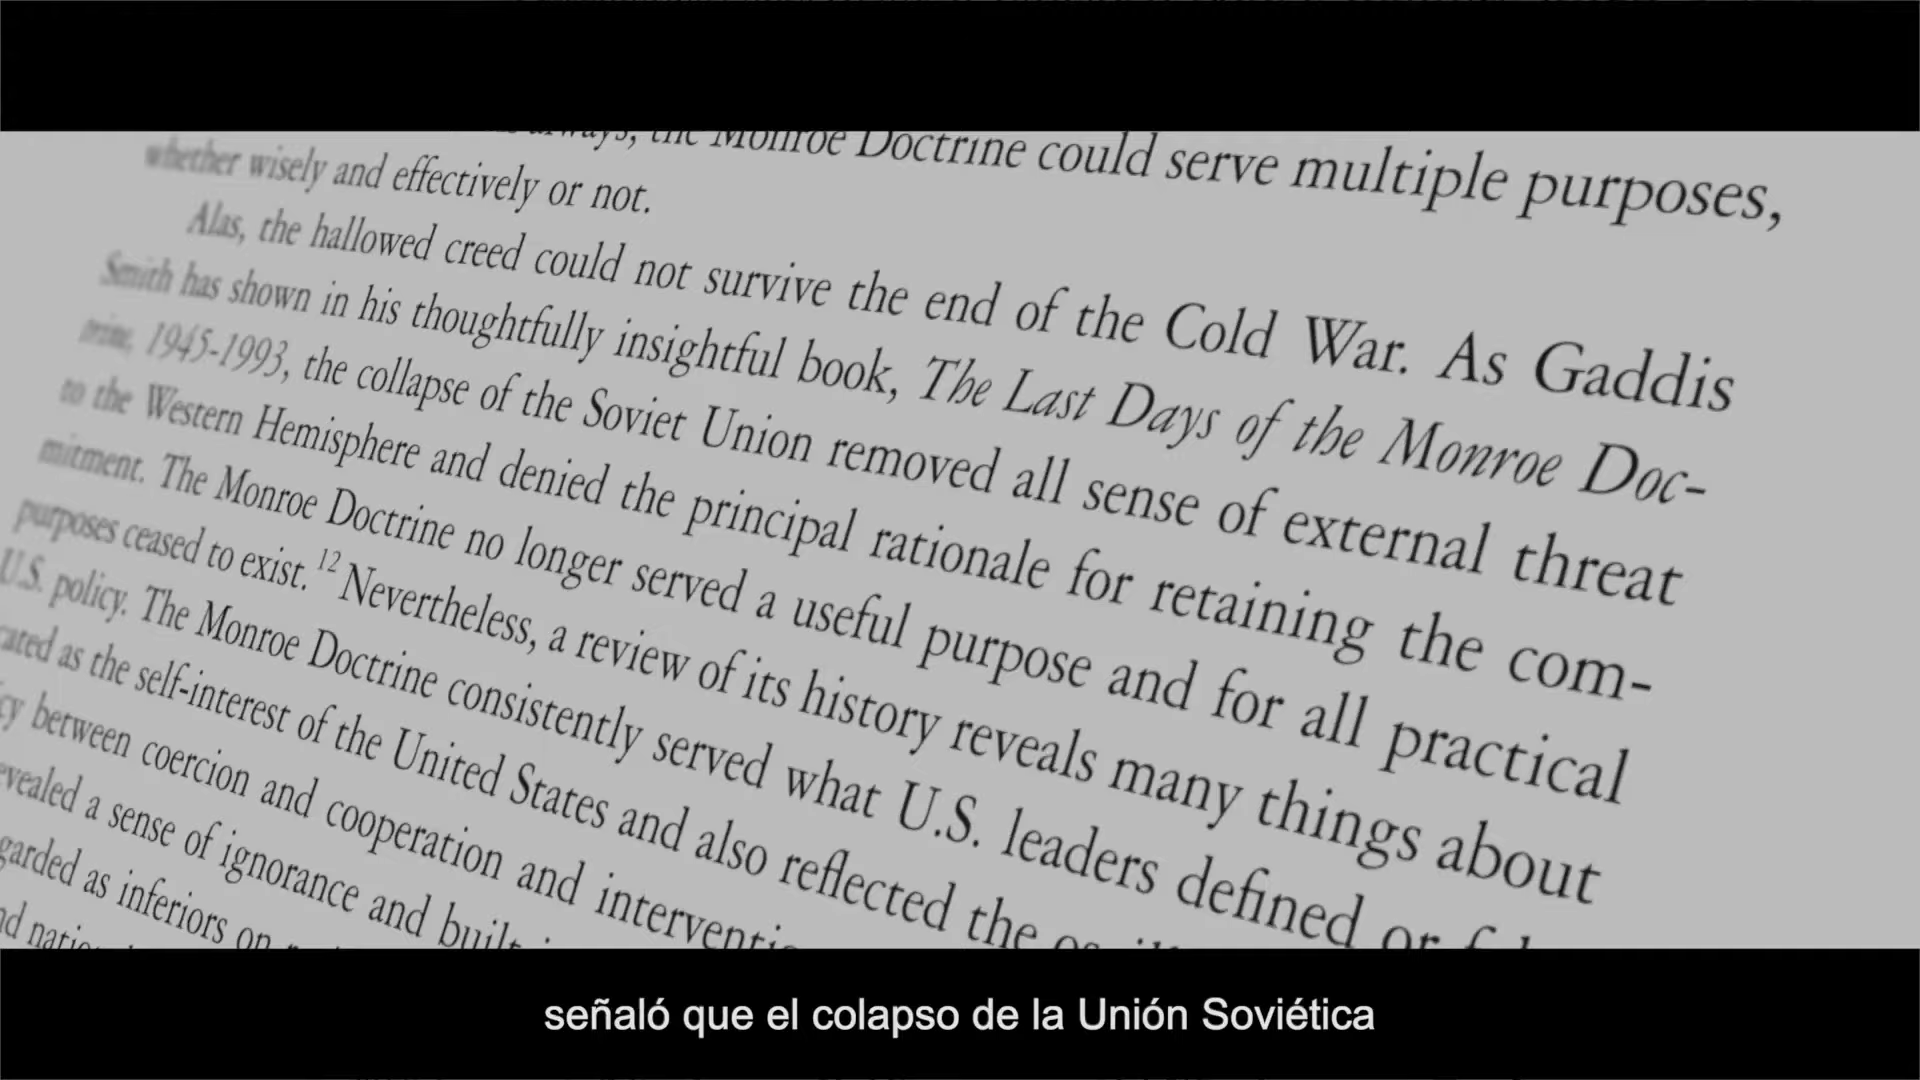 always, the Monroe Doctrine could serve multiple purposes,
whether wisely and effectively or not.
Alas, the hallowed creed could not survive the end of the Cold War. As Gaddis
Smith has shown in his thoughtfully insightful book, The Last Days of the Monroe Doc-
trine, 1945-1993, the collapse of the Soviet Union removed all sense of external threat
to the Western Hemisphere and denied the principal rationale for retaining the com-
mitment. The Monroe Doctrine no longer served a useful purpose and for all practical
purposes ceased to exist.12 Nevertheless, a review of its history reveals many things about
U.S. policy. The Monroe Doctrine consistently served what U.S. leaders defined or
cated as the self-interest of the United States and also reflected the
cy between coercion and cooperation and
evealed a sense of ignorance and
garded as inferiors on
señaló que el colapso de la Unión Soviética